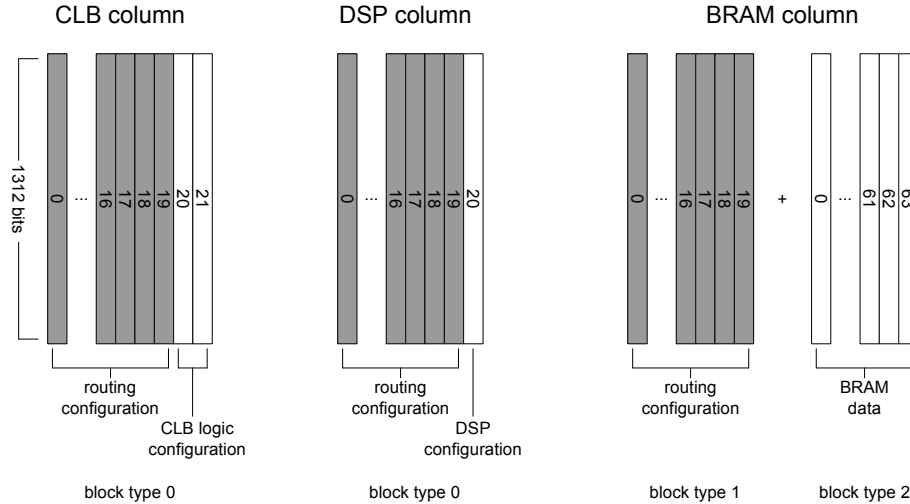 CLB column
DSP column
BRAM column
1312 bits
0 ... 16 17 18 19 20 21
0 ... 16 17 18 19 20
0 ... 16 17 18 19 + 0 ... 61 62 63
routing
configuration
CLB logic
configuration
routing
configuration
DSP
configuration
routing
configuration
BRAM
data
block type 0
block type 0
block type 1
block type 2